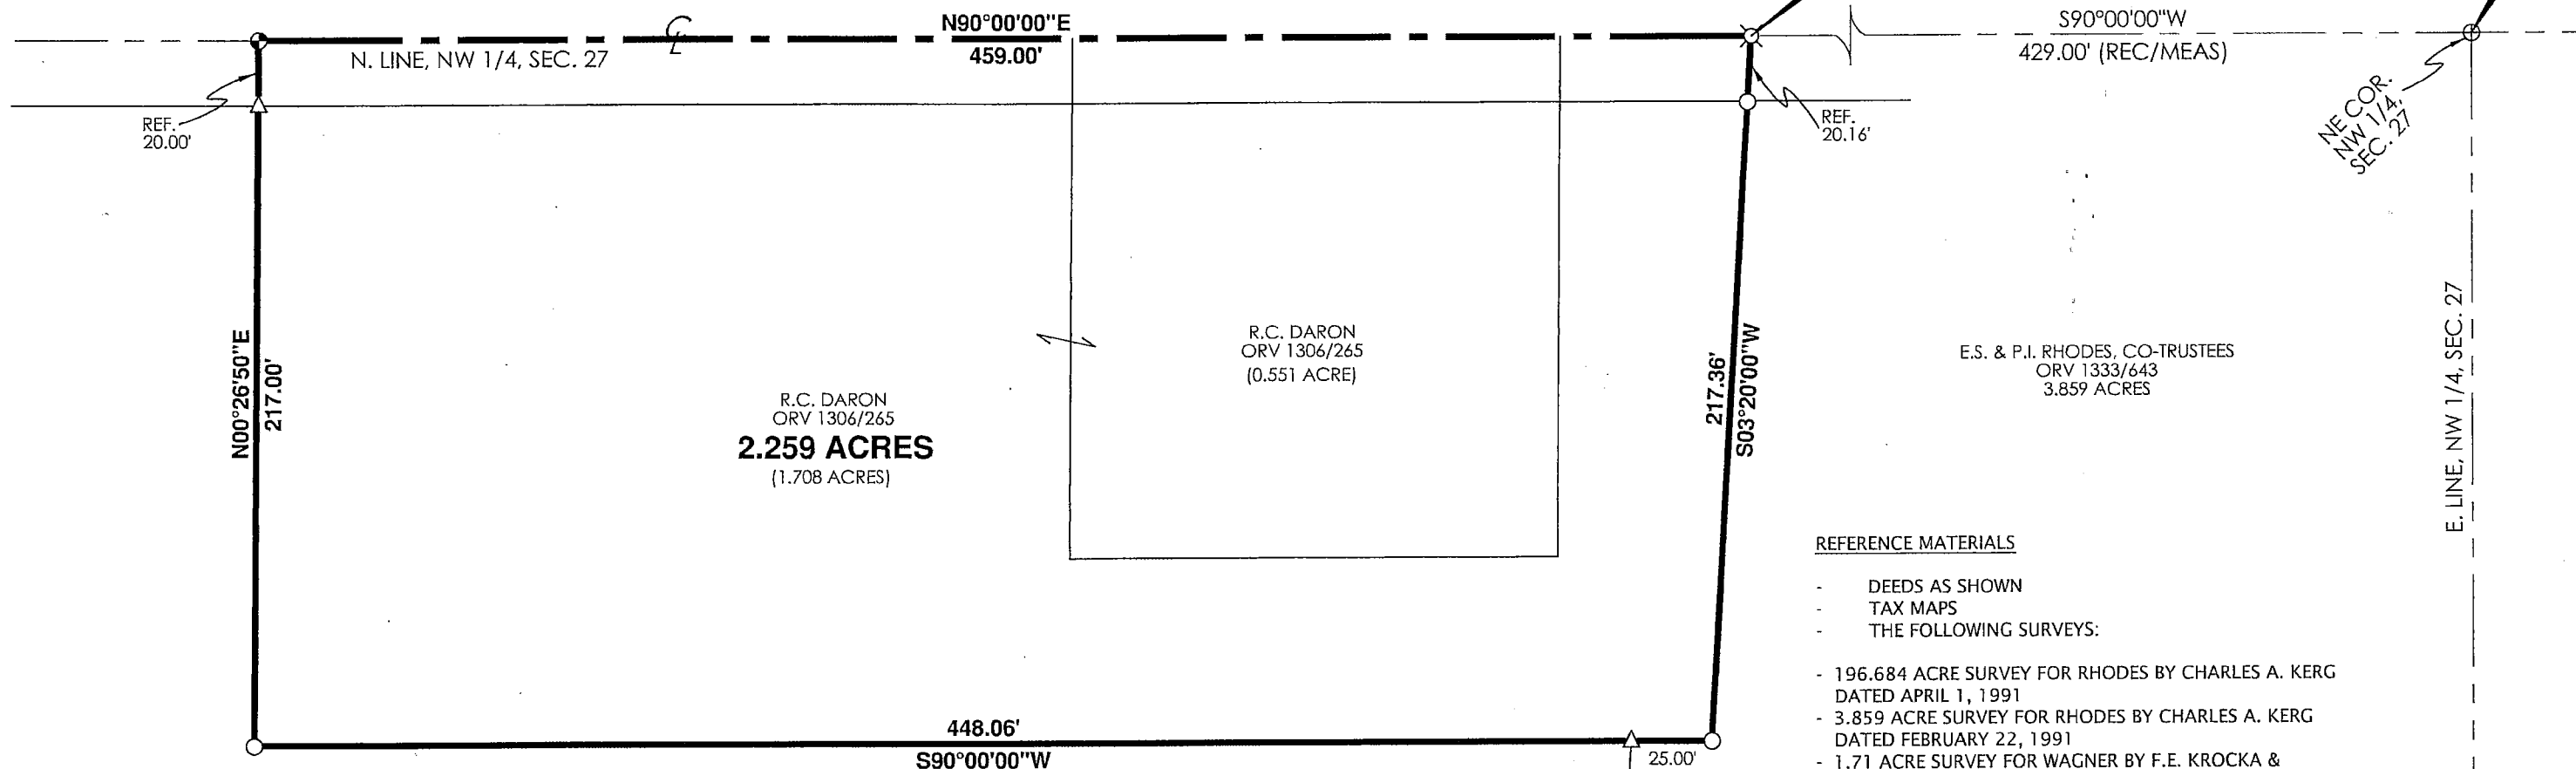 N90°00'00"E
459.00'
N. LINE, NW 1/4, SEC. 27
S90°00'00"W
429.00' (REC/MEAS)
NE COR.
NW 1/4,
SEC. 27
REF.
20.00'
REF.
20.16'
N00°26'50"E
217.00'
R.C. DARON
ORV 1306/265
2.259 ACRES
(1.708 ACRES)
R.C. DARON
ORV 1306/265
(0.551 ACRE)
217.36'
S03°20'00"W
E.S. & P.I. RHODES, CO-TRUSTEES
ORV 1333/643
3.859 ACRES
E. LINE, NW 1/4, SEC. 27
448.06'
S90°00'00"W
25.00'
REFERENCE MATERIALS
- DEEDS AS SHOWN
- TAX MAPS
- THE FOLLOWING SURVEYS:
- 196.684 ACRE SURVEY FOR RHODES BY CHARLES A. KERG
DATED APRIL 1, 1991
- 3.859 ACRE SURVEY FOR RHODES BY CHARLES A. KERG
DATED FEBRUARY 22, 1991
- 1.71 ACRE SURVEY FOR WAGNER BY F.E. KROCKA &